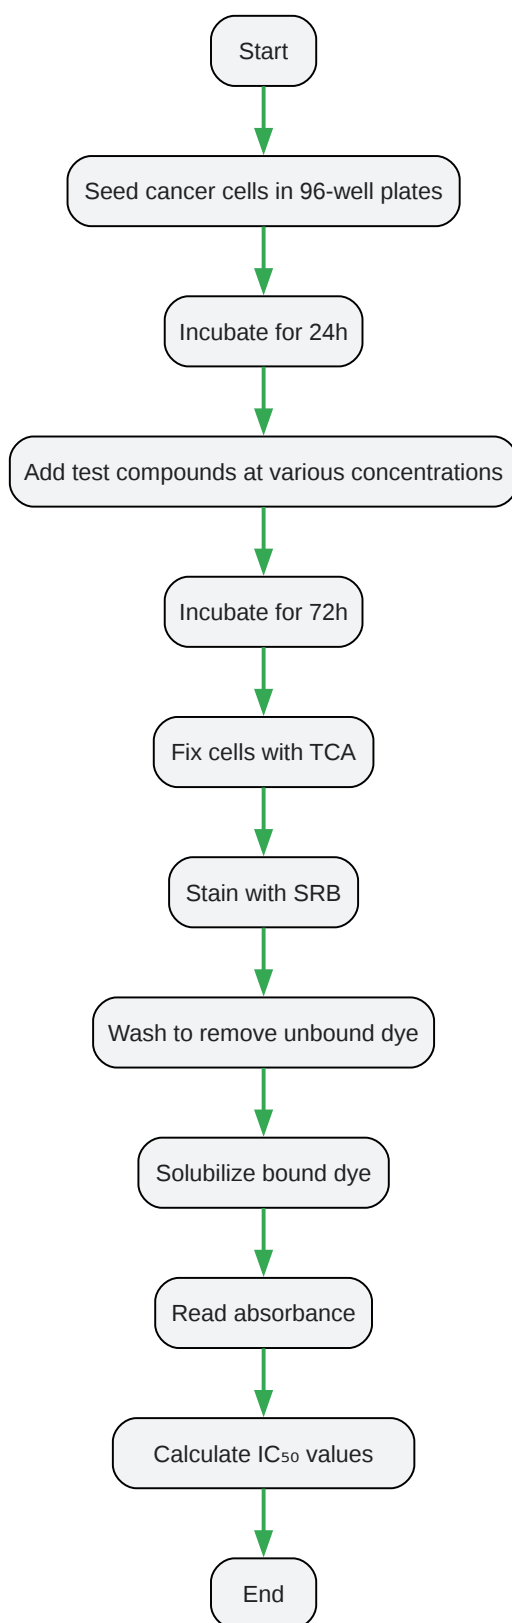 Start
Seed cancer cells in 96-well plates
Incubate for 24h
Add test compounds at various concentrations
Incubate for 72h
Fix cells with TCA
Stain with SRB
Wash to remove unbound dye
Solubilize bound dye
Read absorbance
Calculate IC₅₀ values
End